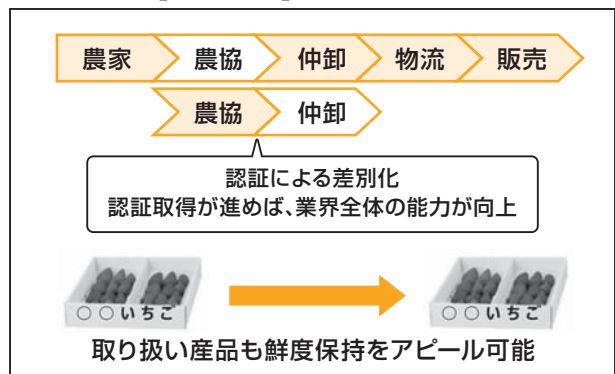 農家 農協 仲卸 物流 販売
農協 仲卸
認証による差別化
認証取得が進めば、業界全体の能力が向上
○○いちご ○○いちご
取り扱い産品も鮮度保持をアピール可能